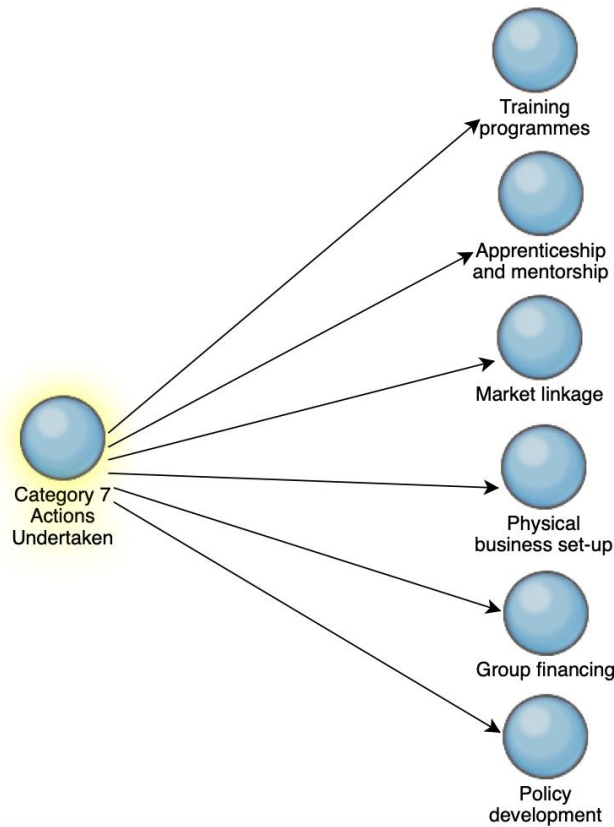 Training
programmes
Apprenticeship
and mentorship
Market linkage
Category 7
Actions
Undertaken
Physical
business set-up
Group financing
Policy
development